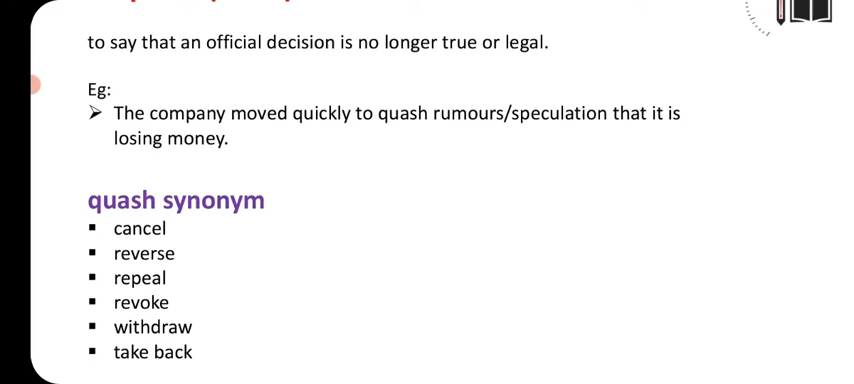 to say that an official decision is no longer true or legal.
Eg:
➢ The company moved quickly to quash rumours/speculation that it is
losing money.
quash synonym
▪ cancel
▪ reverse
▪ repeal
▪ revoke
▪ withdraw
▪ take back